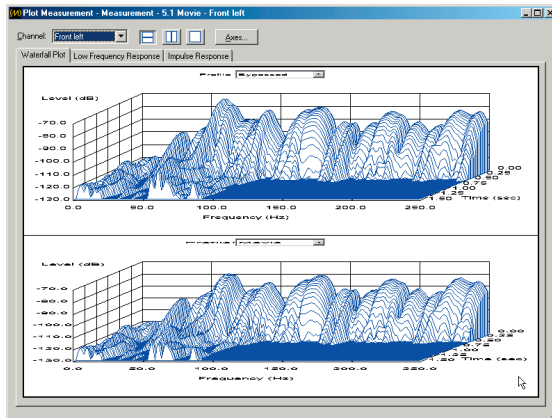 (M) Plot Measurement - Measurement - 5.1 Movie - Front left
Channel: Front left Axes...
Waterfall Plot Low Frequency Response Impulse Response
Profile Bypassed
Level (dB)
-70.0
-80.0
-90.0
-100.0
-110.0
-120.0
-130.0
0.0 50.0 100.0 150.0 200.0 250.0
Frequency (Hz)
0.00
0.25
0.50
0.75
1.00
1.25
1.50
Time (sec)
Profile Movie
Level (dB)
-70.0
-80.0
-90.0
-100.0
-110.0
-120.0
-130.0
0.0 50.0 100.0 150.0 200.0 250.0
Frequency (Hz)
0.00
0.25
0.50
0.75
1.00
1.25
1.50
Time (sec)